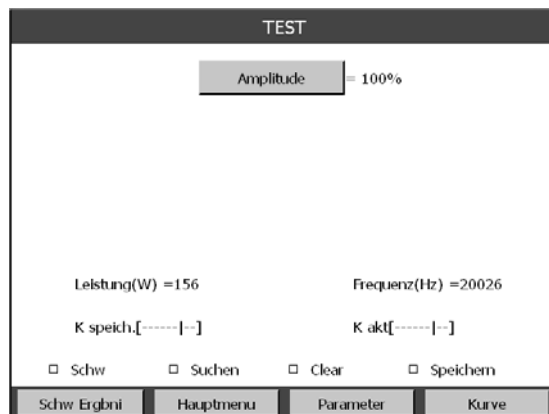 TEST
Amplitude = 100%
Leistung(W) =156 Frequenz(Hz) =20026
K speich.[------|--] K akt[------|--]
Schw Suchen Clear Speichern
Schw Ergbni Hauptmenu Parameter Kurve